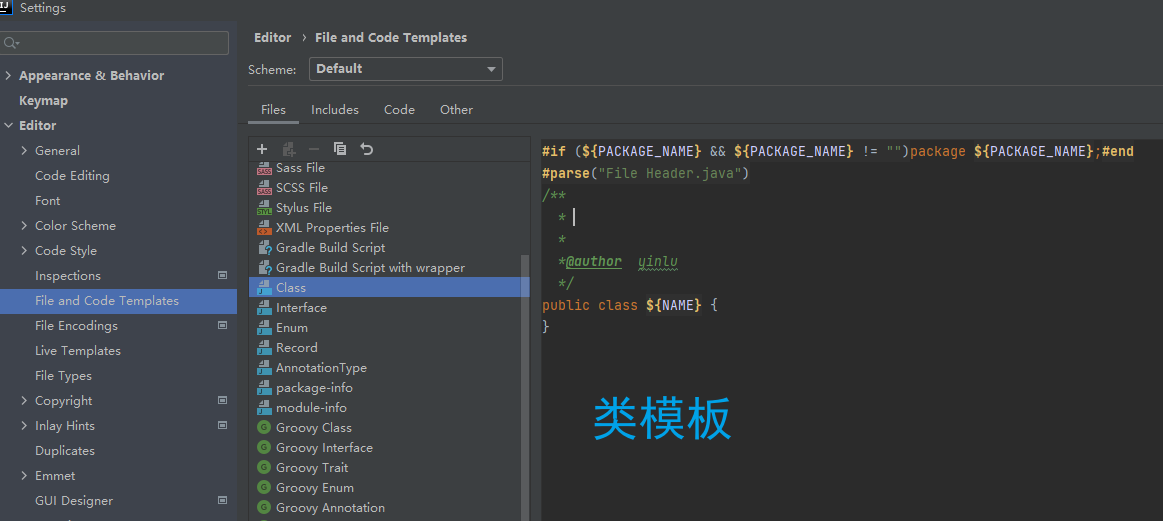 IJ
Settings
Appearance & Behavior
Keymap
Editor
General
Code Editing
Font
Color Scheme
Code Style
Inspections
File and Code Templates
File Encodings
Live Templates
File Types
Copyright
Inlay Hints
Duplicates
Emmet
GUI Designer
Editor › File and Code Templates
Scheme: Default
Files Includes Code Other
Sass File
SCSS File
Stylus File
XML Properties File
Gradle Build Script
Gradle Build Script with wrapper
Class
Interface
Enum
Record
AnnotationType
package-info
module-info
Groovy Class
Groovy Interface
Groovy Trait
Groovy Enum
Groovy Annotation
#if (${PACKAGE_NAME} && ${PACKAGE_NAME} != "")package ${PACKAGE_NAME};#end
#parse("File Header.java")
/**
*
*
*@author yinlu
*/
public class ${NAME} {
}
类模板